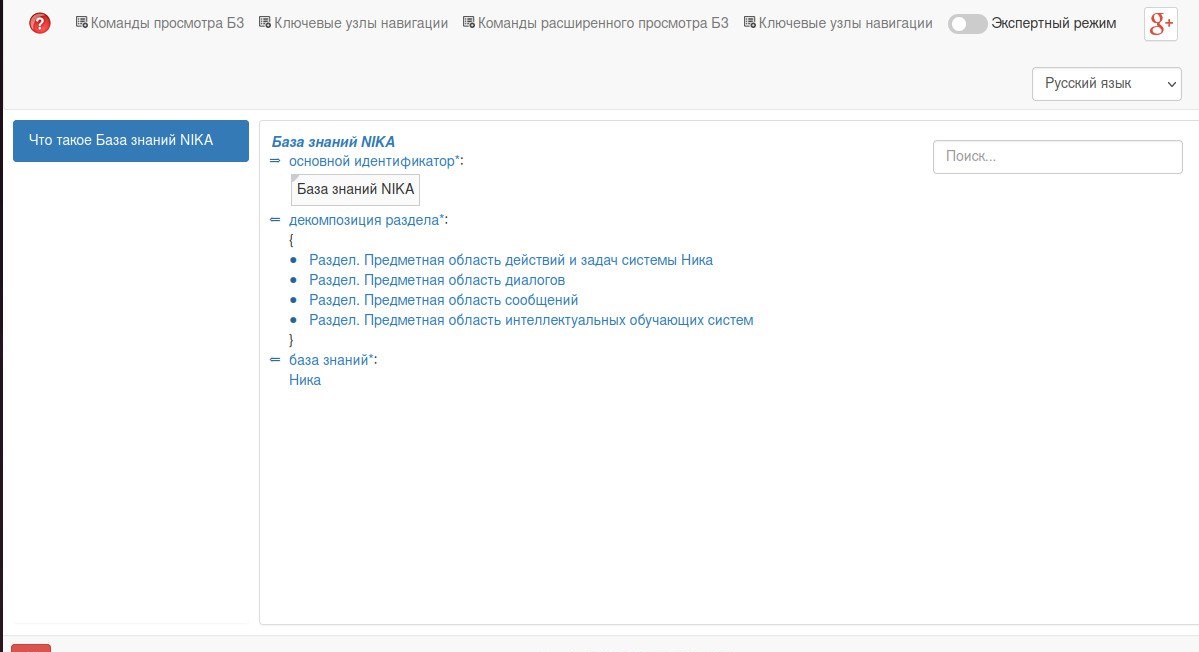 Команды просмотра БЗ Ключевые узлы навигации Команды расширенного просмотра БЗ Ключевые узлы навигации Экспертный режим g+
Русский язык
Что такое База знаний NIKA
База знаний NIKA
⇒ основной идентификатор*:
Поиск...
База знаний NIKA
⇐ декомпозиция раздела*:
{
• Раздел. Предметная область действий и задач системы Ника
• Раздел. Предметная область диалогов
• Раздел. Предметная область сообщений
• Раздел. Предметная область интеллектуальных обучающих систем
}
⇐ база знаний*:
Ника